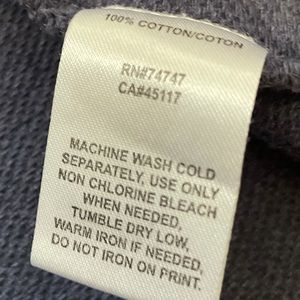 100% COTTON/COTON
RN#74747
CA#45117
MACHINE WASH COLD
SEPARATELY, USE ONLY
NON CHLORINE BLEACH
WHEN NEEDED,
TUMBLE DRY LOW,
WARM IRON IF NEEDED,
DO NOT IRON ON PRINT.